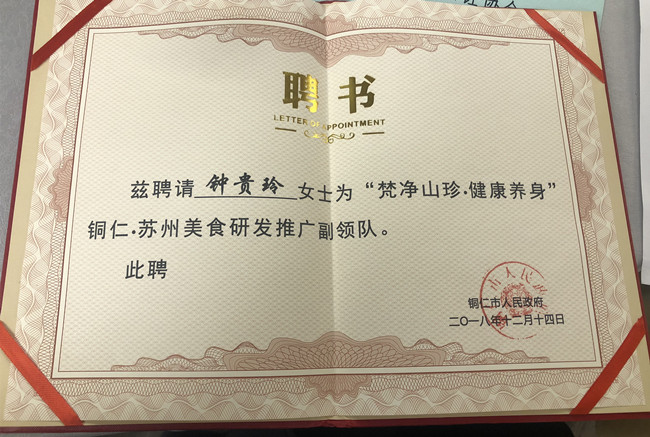 聘书
LETTER OF APPOINTMENT
兹聘请 钟贵玲 女士为“梵净山珍·健康养身”
铜仁·苏州美食研发推广副领队。
此聘
铜仁市人民政府
二〇一八年十二月十四日